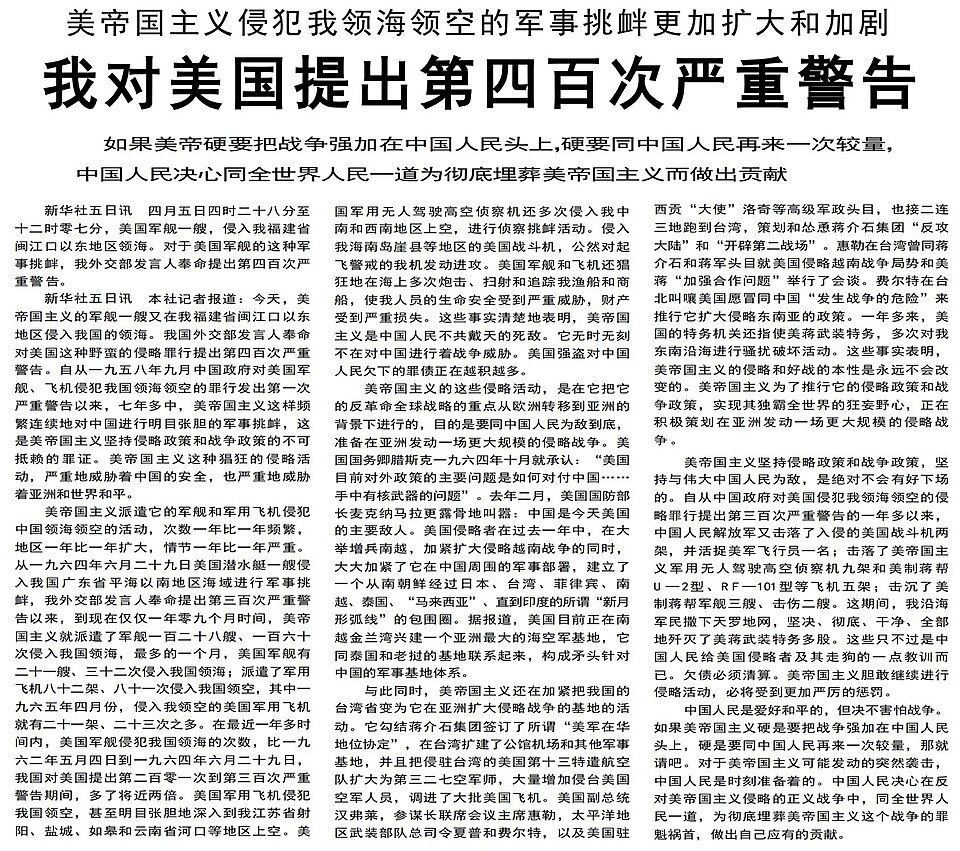 美帝国主义侵犯我领海领空的军事挑衅更加扩大和加剧
我对美国提出第四百次严重警告
如果美帝硬要把战争强加在中国人民头上,硬要同中国人民再来一次较量,
中国人民决心同全世界人民一道为彻底埋葬美帝国主义而做出贡献
新华社五日讯　四月五日四时二十八分至
十二时零七分，美国军舰一艘，侵入我福建省
闽江口以东地区领海。对于美国军舰的这种军
事挑衅，我外交部发言人奉命提出第四百次严
重警告。
新华社五日讯　本社记者报道：今天，美
帝国主义的军舰一艘又在我福建省闽江口以东
地区侵入我国的领海。我国外交部发言人奉命
对美国这种野蛮的侵略罪行提出第四百次严重
警告。自从一九五八年九月中国政府对美国军
舰、飞机侵犯我国领海领空的罪行发出第一次
严重警告以来，七年多中，美帝国主义这样频
繁连续地对中国进行明目张胆的军事挑衅，这
是美帝国主义坚持侵略政策和战争政策的不可
抵赖的罪证。美帝国主义这种猖狂的侵略活
动，严重地威胁着中国的安全，也严重地威胁
着亚洲和世界和平。
美帝国主义派遣它的军舰和军用飞机侵犯
中国领海领空的活动，次数一年比一年频繁，
地区一年比一年扩大，情节一年比一年严重。
从一九六四年六月二十九日美国潜水艇一艘侵
入我国广东省平海以南地区海域进行军事挑
衅，我外交部发言人奉命提出第三百次严重警
告以来，到现在仅仅一年零九个月时间，美帝
国主义就派遣了军舰一百二十八艘、一百六十
次侵入我国领海，最多的一个月，美国军舰有
二十一艘、三十二次侵入我国领海；派遣了军用
飞机八十二架、八十一次侵入我国领空，其中一
九六五年四月份，侵入我领空的美国军用飞机
就有二十一架、二十三次之多。在最近一年多时
间内，美国军舰侵犯我国领海的次数，比一九
六二年五月四日到一九六四年六月二十九日，
我国对美国提出第二百零一次到第三百次严重
警告期间，多了将近两倍。美国军用飞机侵犯
我国领空，甚至明目张胆地深入到我江苏省射
阳、盐城、如皋和云南省河口等地区上空。美
国军用无人驾驶高空侦察机还多次侵入我中
南和西南地区上空，进行侦察挑衅活动。侵入
我海南岛崖县等地区的美国战斗机，公然对起
飞警戒的我机发动进攻。美国军舰和飞机还猖
狂地在海上多次炮击、扫射和追踪我渔船和商
船，使我人员的生命安全受到严重威胁，财产
受到严重损失。这些事实清楚地表明，美帝国
主义是中国人民不共戴天的死敌。它无时无刻
不在对中国进行着战争威胁。美国强盗对中国
人民欠下的罪债正在越积越多。
美帝国主义的这些侵略活动，是在它把它
的反革命全球战略的重点从欧洲转移到亚洲的
背景下进行的，目的是要同中国人民为敌到底，
准备在亚洲发动一场更大规模的侵略战争。美
国国务卿腊斯克一九六四年十月就承认：“美国
目前对外政策的主要问题是如何对付中国……
手中有核武器的问题”。去年二月，美国国防部
长麦克纳马拉更露骨地叫嚣：中国是今天美国
的主要敌人。美国侵略者在过去一年中，在大
举增兵南越，加紧扩大侵略越南战争的同时，
大大加紧了它在中国周围的军事部署，建立了
一个从南朝鲜经过日本、台湾、菲律宾、南
越、泰国、“马来西亚”、直到印度的所谓“新月
形弧线”的包围圈。据报道，美国目前正在南
越金兰湾兴建一个亚洲最大的海空军基地，它
同泰国和老挝的基地联系起来，构成矛头针对
中国的军事基地体系。
与此同时，美帝国主义还在加紧把我国的
台湾省变为它在亚洲扩大侵略战争的基地的活
动。它勾结蒋介石集团签订了所谓“美军在华
地位协定”，在台湾扩建了公馆机场和其他军事
基地，并且把侵驻台湾的美国第十三特遣航空
队扩大为第三二七空军师，大量增加侵台美国
空军人员，调进了大批美国飞机。美国副总统
汉弗莱，参谋长联席会议主席惠勒，太平洋地
区武装部队总司令夏普和费尔特，以及美国驻
西贡“大使”洛奇等高级军政头目，也接二连
三地跑到台湾，策划和怂恿蒋介石集团“反攻
大陆”和“开辟第二战场”。惠勒在台湾曾同蒋
介石和蒋军头目就美国侵略越南战争局势和美
蒋“加强合作问题”举行了会谈。费尔特在台
北叫嚷美国愿冒同中国“发生战争的危险”来
推行它扩大侵略东南亚的政策。一年多来，美
国的特务机关还指使美蒋武装特务，多次对我
东南沿海进行骚扰破坏活动。这些事实表明，
美帝国主义的侵略和好战的本性是永远不会改
变的。美帝国主义为了推行它的侵略政策和战
争政策，实现其独霸全世界的狂妄野心，正在
积极策划在亚洲发动一场更大规模的侵略战
争。
美帝国主义坚持侵略政策和战争政策，坚
持与伟大中国人民为敌，是绝对不会有好下场
的。自从中国政府对美国侵犯我领海领空的侵
略罪行提出第三百次严重警告的一年多以来，
中国人民解放军又击落了入侵的美国战斗机两
架，并活捉美军飞行员一名；击落了美帝国主
义军用无人驾驶高空侦察机九架和美制蒋帮
U—2型、RF—101型等飞机五架；击沉了美
制蒋帮军舰三艘、击伤二艘。这期间，我沿海
军民撒下天罗地网，坚决、彻底、干净、全部
地歼灭了美蒋武装特务多股。这些只不过是中
国人民给美国侵略者及其走狗的一点教训而
已。欠债必须清算。美帝国主义胆敢继续进行
侵略活动，必将受到更加严厉的惩罚。
中国人民是爱好和平的，但决不害怕战争。
如果美帝国主义硬是要把战争强加在中国人民
头上，硬是要同中国人民再来一次较量，那就
请吧。对于美帝国主义可能发动的突然袭击，
中国人民是时刻准备着的。中国人民决心在反
对美帝国主义侵略的正义战争中，同全世界人
民一道，为彻底埋葬美帝国主义这个战争的罪
魁祸首，做出自己应有的贡献。